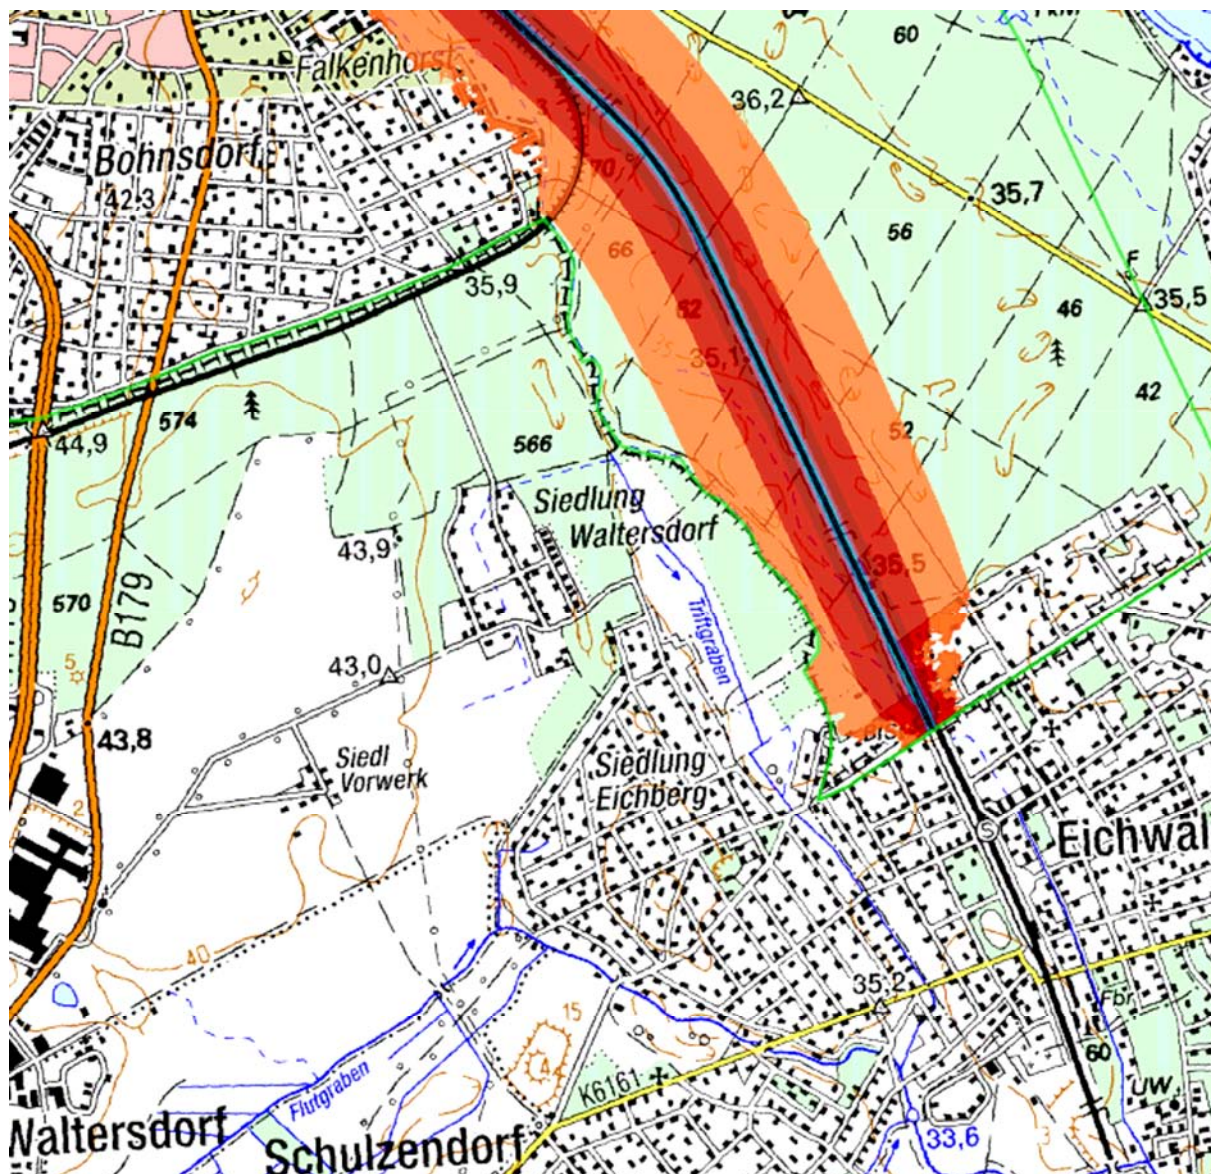 60
36,2
Falkenhorst
Bohnsdorf
42,3
35,7
56
66
35,9
35,5
F
46
52
35,1
42
574
44,9
566
52
Siedlung
Waltersdorf
43,9
35,5
570
B179
Triftgraben
5
43,0
43,8
Siedl
Vorwerk
Siedlung
Eichberg
2
S
Eichwal
40
35,2
Fbr
15
60
K6161
UW
Flutgraben
Waltersdorf
Schulzendorf
33,6